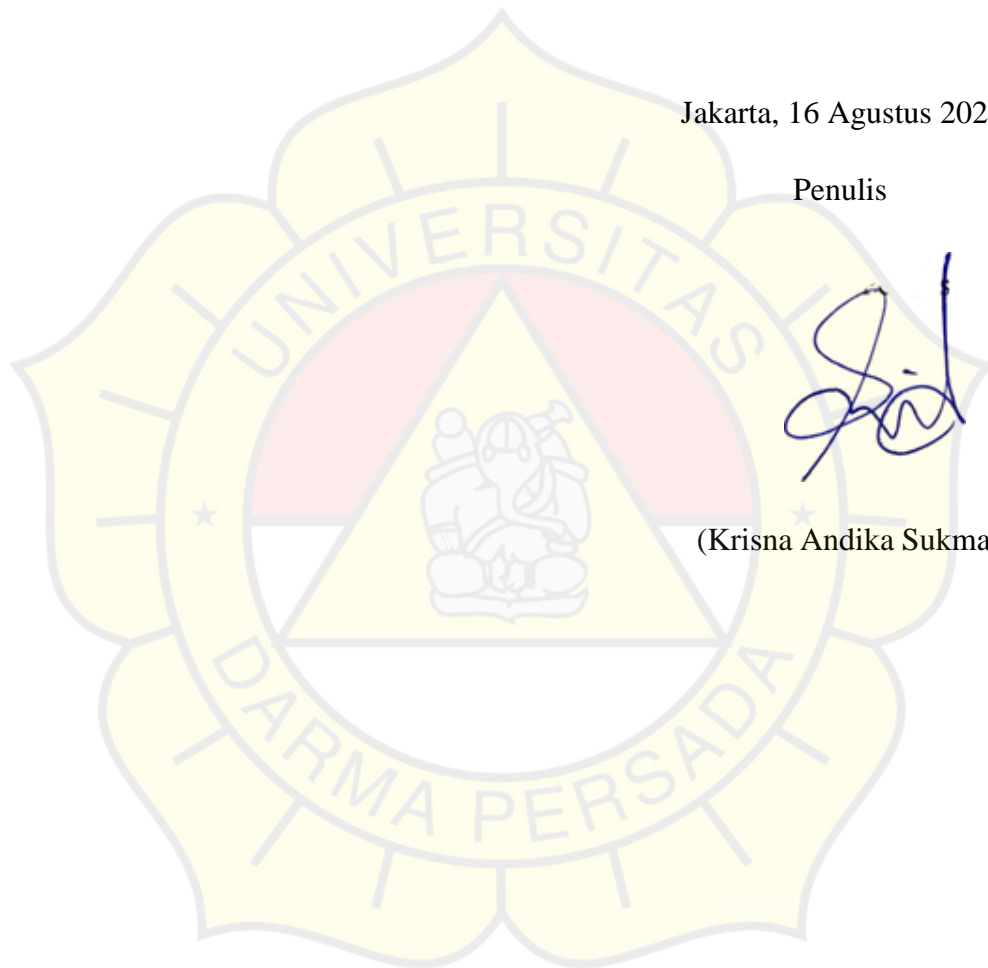 Jakarta, 16 Agustus 202
Penulis
(Krisna Andika Sukma
UNIVERSITAS
DARMA PERSADA